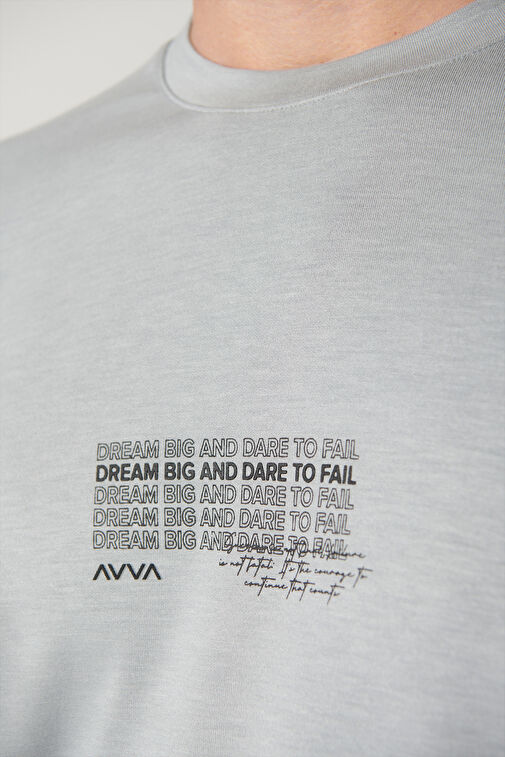 DREAM BIG AND DARE TO FAIL
DREAM BIG AND DARE TO FAIL
DREAM BIG AND DARE TO FAIL
DREAM BIG AND DARE TO FAIL
DREAM BIG AND DARE TO FAIL
is not fatal: It's the courage to
continue that counts
AVVA